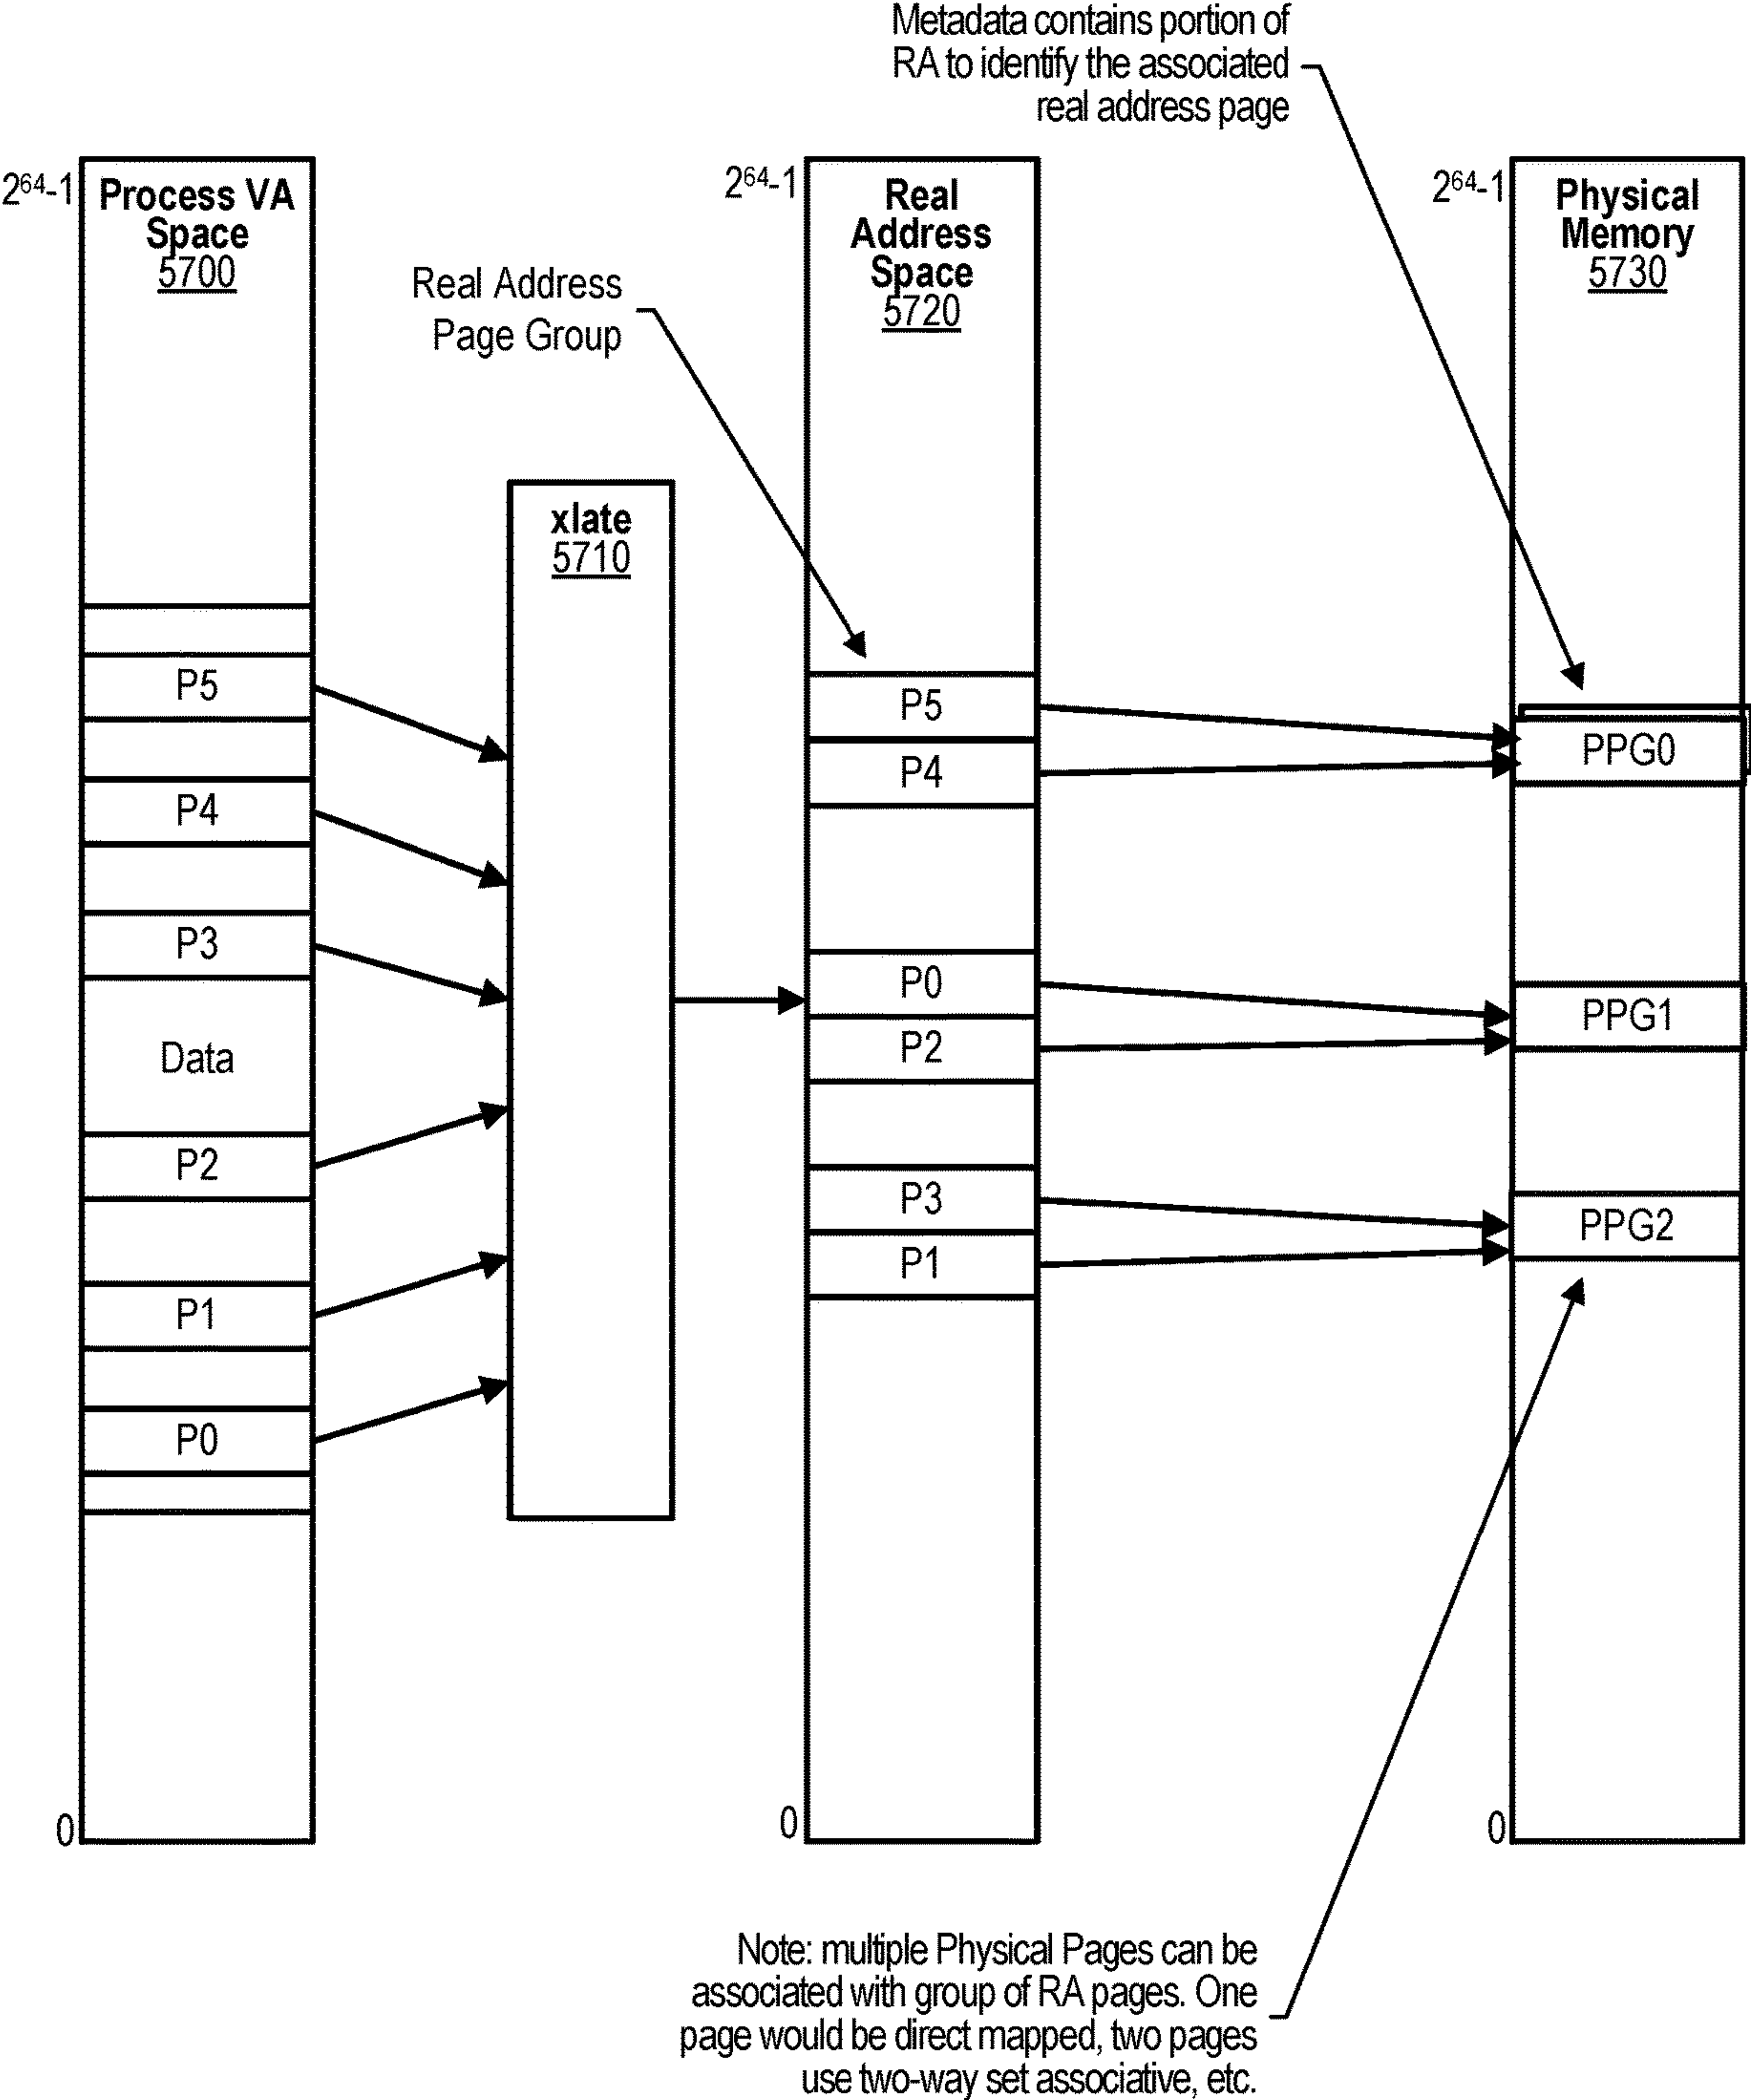 Metadata contains portion of
RA to identify the associated
real address page
2^64-1
Process VA
Space
5700
2^64-1
Real
Address
Space
5720
2^64-1
Physical
Memory
5730
Real Address
Page Group
xlate
5710
P5
P4
P3
Data
P2
P1
P0
P5
P4
P0
P2
P3
P1
PPG0
PPG1
PPG2
0
0
0
Note: multiple Physical Pages can be
associated with group of RA pages. One
page would be direct mapped, two pages
use two-way set associative, etc.